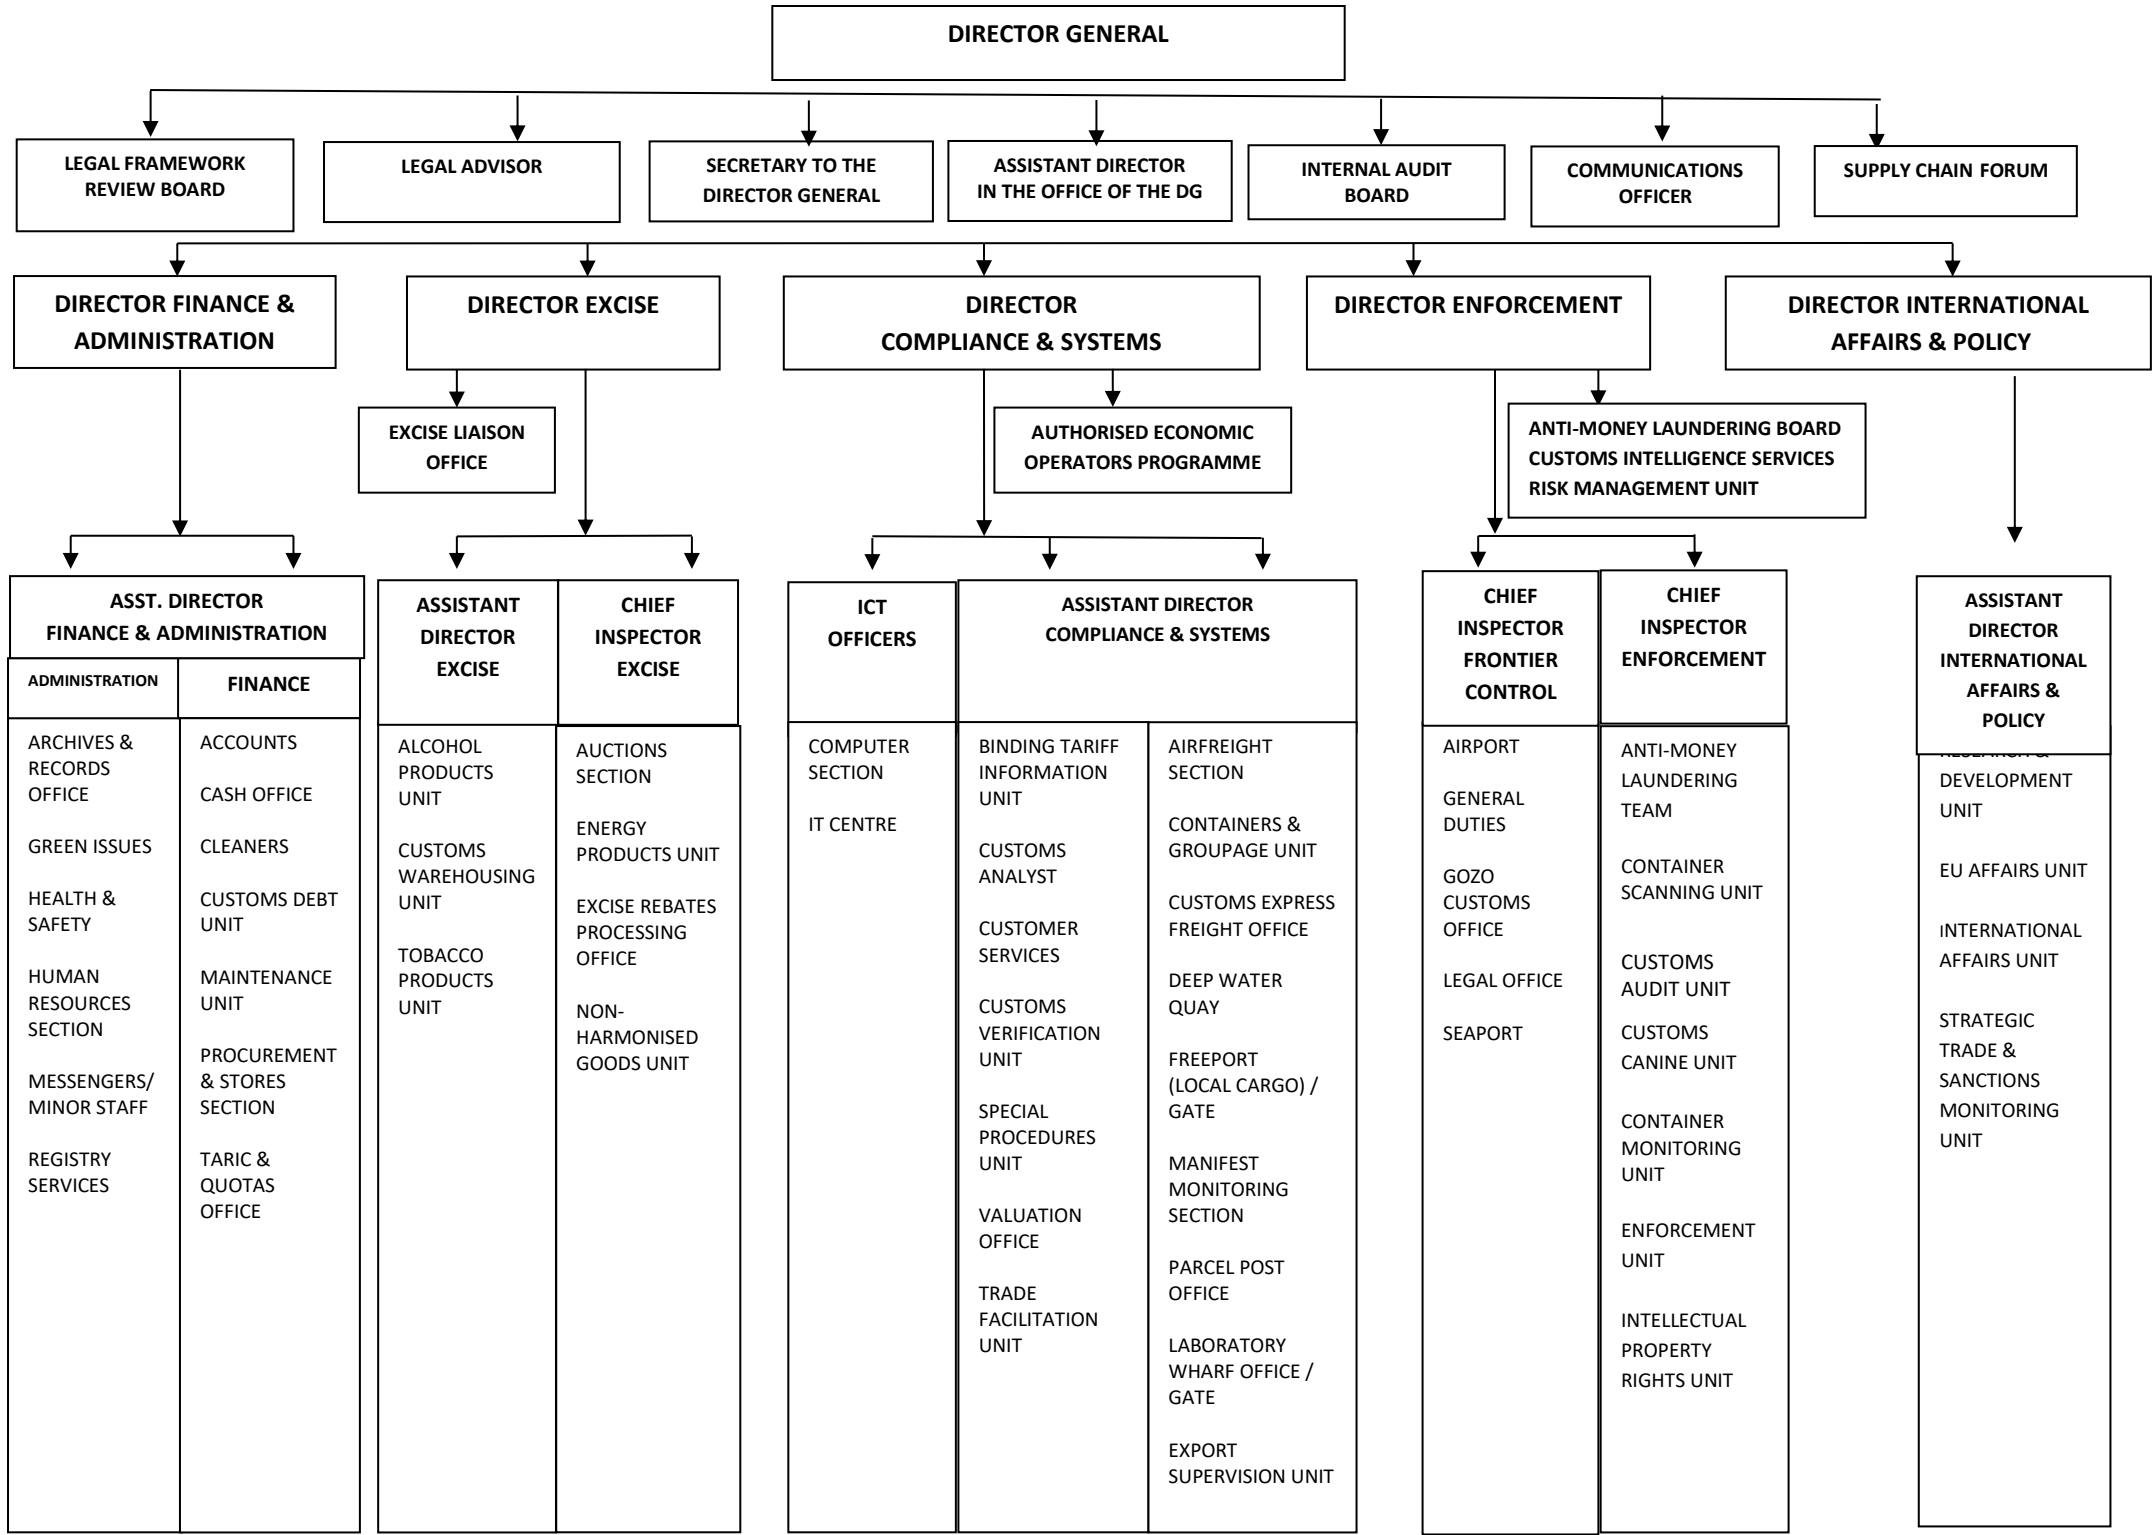 DIRECTOR GENERAL
LEGAL FRAMEWORK
REVIEW BOARD
LEGAL ADVISOR
SECRETARY TO THE
DIRECTOR GENERAL
ASSISTANT DIRECTOR
IN THE OFFICE OF THE DG
INTERNAL AUDIT
BOARD
COMMUNICATIONS
OFFICER
SUPPLY CHAIN FORUM
DIRECTOR FINANCE &
ADMINISTRATION
DIRECTOR EXCISE
DIRECTOR
COMPLIANCE & SYSTEMS
DIRECTOR ENFORCEMENT
DIRECTOR INTERNATIONAL
AFFAIRS & POLICY
EXCISE LIAISON
OFFICE
AUTHORISED ECONOMIC
OPERATORS PROGRAMME
ANTI-MONEY LAUNDERING BOARD
CUSTOMS INTELLIGENCE SERVICES
RISK MANAGEMENT UNIT
ASST. DIRECTOR
FINANCE & ADMINISTRATION
ADMINISTRATION
ARCHIVES &
RECORDS
OFFICE
GREEN ISSUES
HEALTH &
SAFETY
HUMAN
RESOURCES
SECTION
MESSENGERS/
MINOR STAFF
REGISTRY
SERVICES
FINANCE
ACCOUNTS
CASH OFFICE
CLEANERS
CUSTOMS DEBT
UNIT
MAINTENANCE
UNIT
PROCUREMENT
& STORES
SECTION
TARIC &
QUOTAS
OFFICE
ASSISTANT
DIRECTOR
EXCISE
ALCOHOL
PRODUCTS
UNIT
CUSTOMS
WAREHOUSING
UNIT
TOBACCO
PRODUCTS
UNIT
CHIEF
INSPECTOR
EXCISE
AUCTIONS
SECTION
ENERGY
PRODUCTS UNIT
EXCISE REBATES
PROCESSING
OFFICE
NON-
HARMONISED
GOODS UNIT
ICT
OFFICERS
COMPUTER
SECTION
IT CENTRE
ASSISTANT DIRECTOR
COMPLIANCE & SYSTEMS
BINDING TARIFF
INFORMATION
UNIT
CUSTOMS
ANALYST
CUSTOMER
SERVICES
CUSTOMS
VERIFICATION
UNIT
SPECIAL
PROCEDURES
UNIT
VALUATION
OFFICE
TRADE
FACILITATION
UNIT
AIRFREIGHT
SECTION
CONTAINERS &
GROUPAGE UNIT
CUSTOMS EXPRESS
FREIGHT OFFICE
DEEP WATER
QUAY
FREEPORT
(LOCAL CARGO) /
GATE
MANIFEST
MONITORING
SECTION
PARCEL POST
OFFICE
LABORATORY
WHARF OFFICE /
GATE
EXPORT
SUPERVISION UNIT
CHIEF
INSPECTOR
FRONTIER
CONTROL
AIRPORT
GENERAL
DUTIES
GOZO
CUSTOMS
OFFICE
LEGAL OFFICE
SEAPORT
CHIEF
INSPECTOR
ENFORCEMENT
ANTI-MONEY
LAUNDERING
TEAM
CONTAINER
SCANNING UNIT
CUSTOMS
AUDIT UNIT
CUSTOMS
CANINE UNIT
CONTAINER
MONITORING
UNIT
ENFORCEMENT
UNIT
INTELLECTUAL
PROPERTY
RIGHTS UNIT
ASSISTANT
DIRECTOR
INTERNATIONAL
AFFAIRS &
POLICY
DEVELOPMENT
UNIT
EU AFFAIRS UNIT
INTERNATIONAL
AFFAIRS UNIT
STRATEGIC
TRADE &
SANCTIONS
MONITORING
UNIT